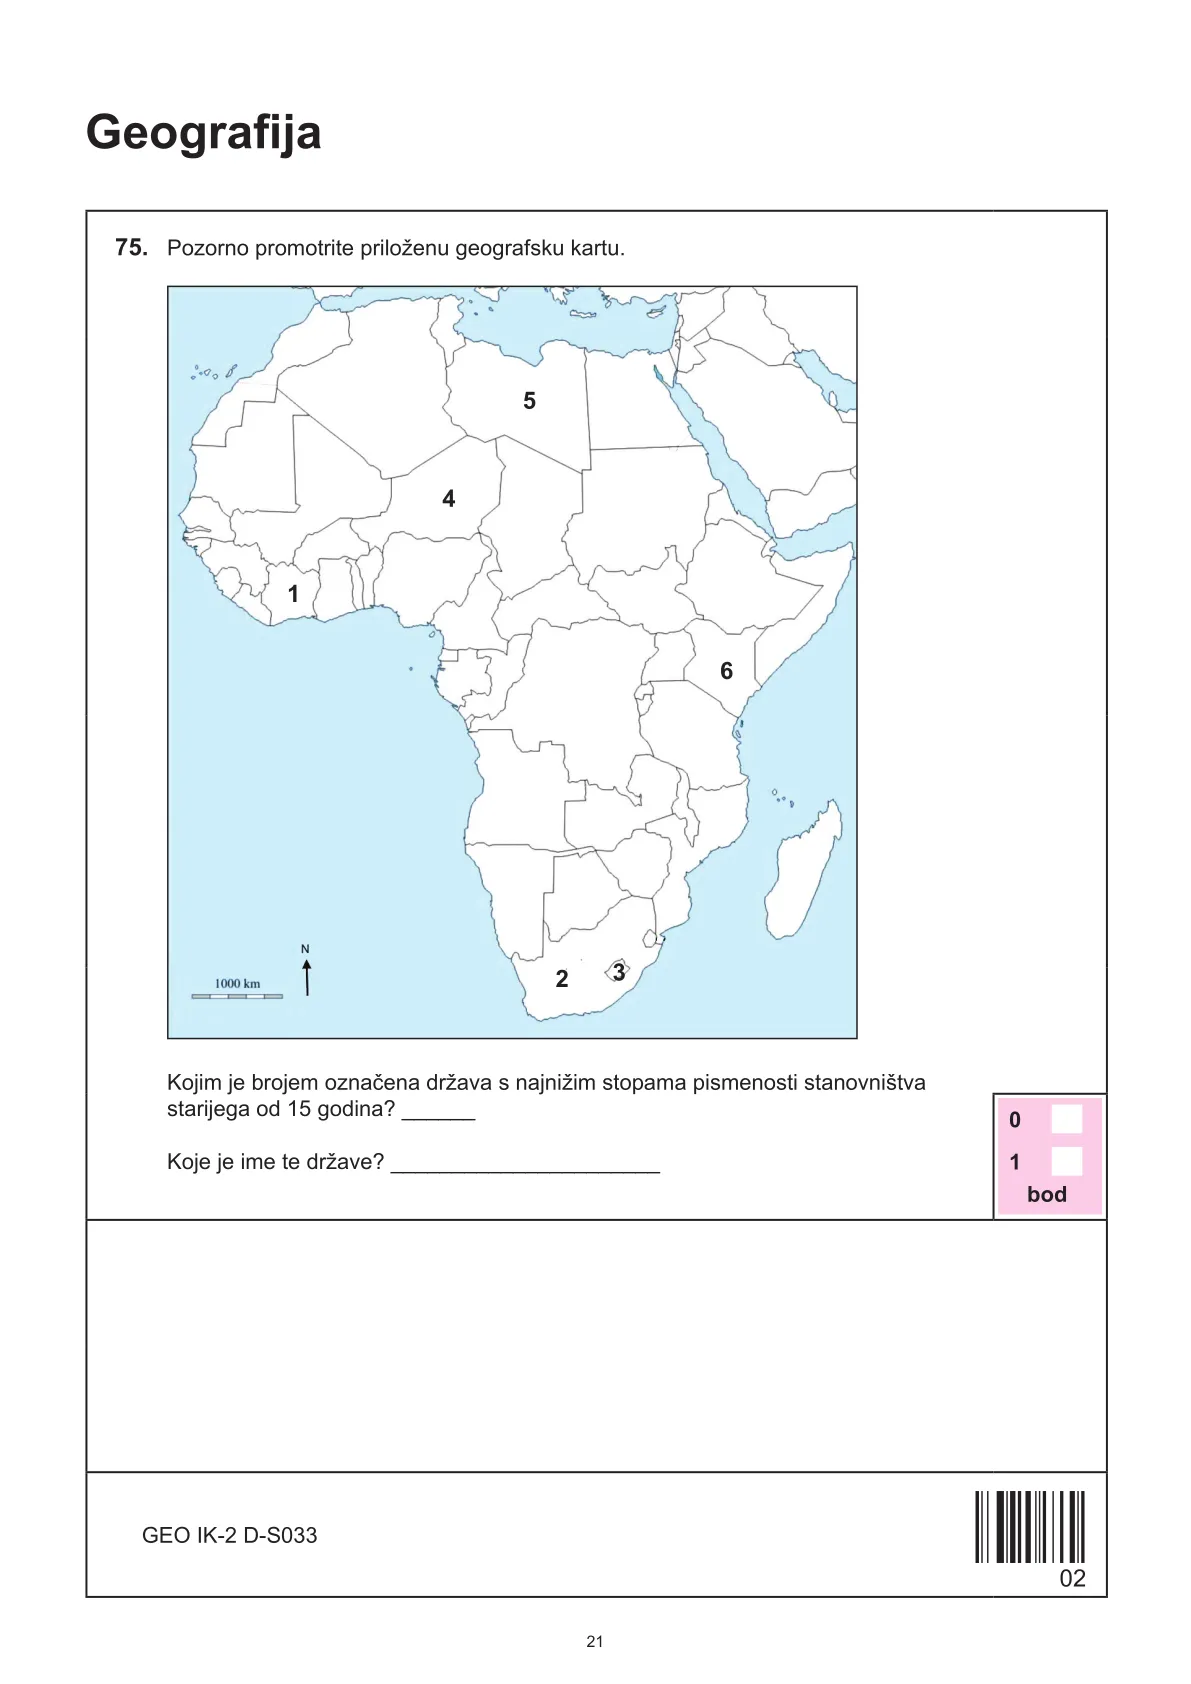 Geografija
75. Pozorno promotrite priloženu geografsku kartu.
5
4
1
6
N
1000 km
2
3
Kojim je brojem označena država s najnižim stopama pismenosti stanovništva
starijega od 15 godina? ______
Koje je ime te države? ______________________
0
1
bod
GEO IK-2 D-S033
02
21